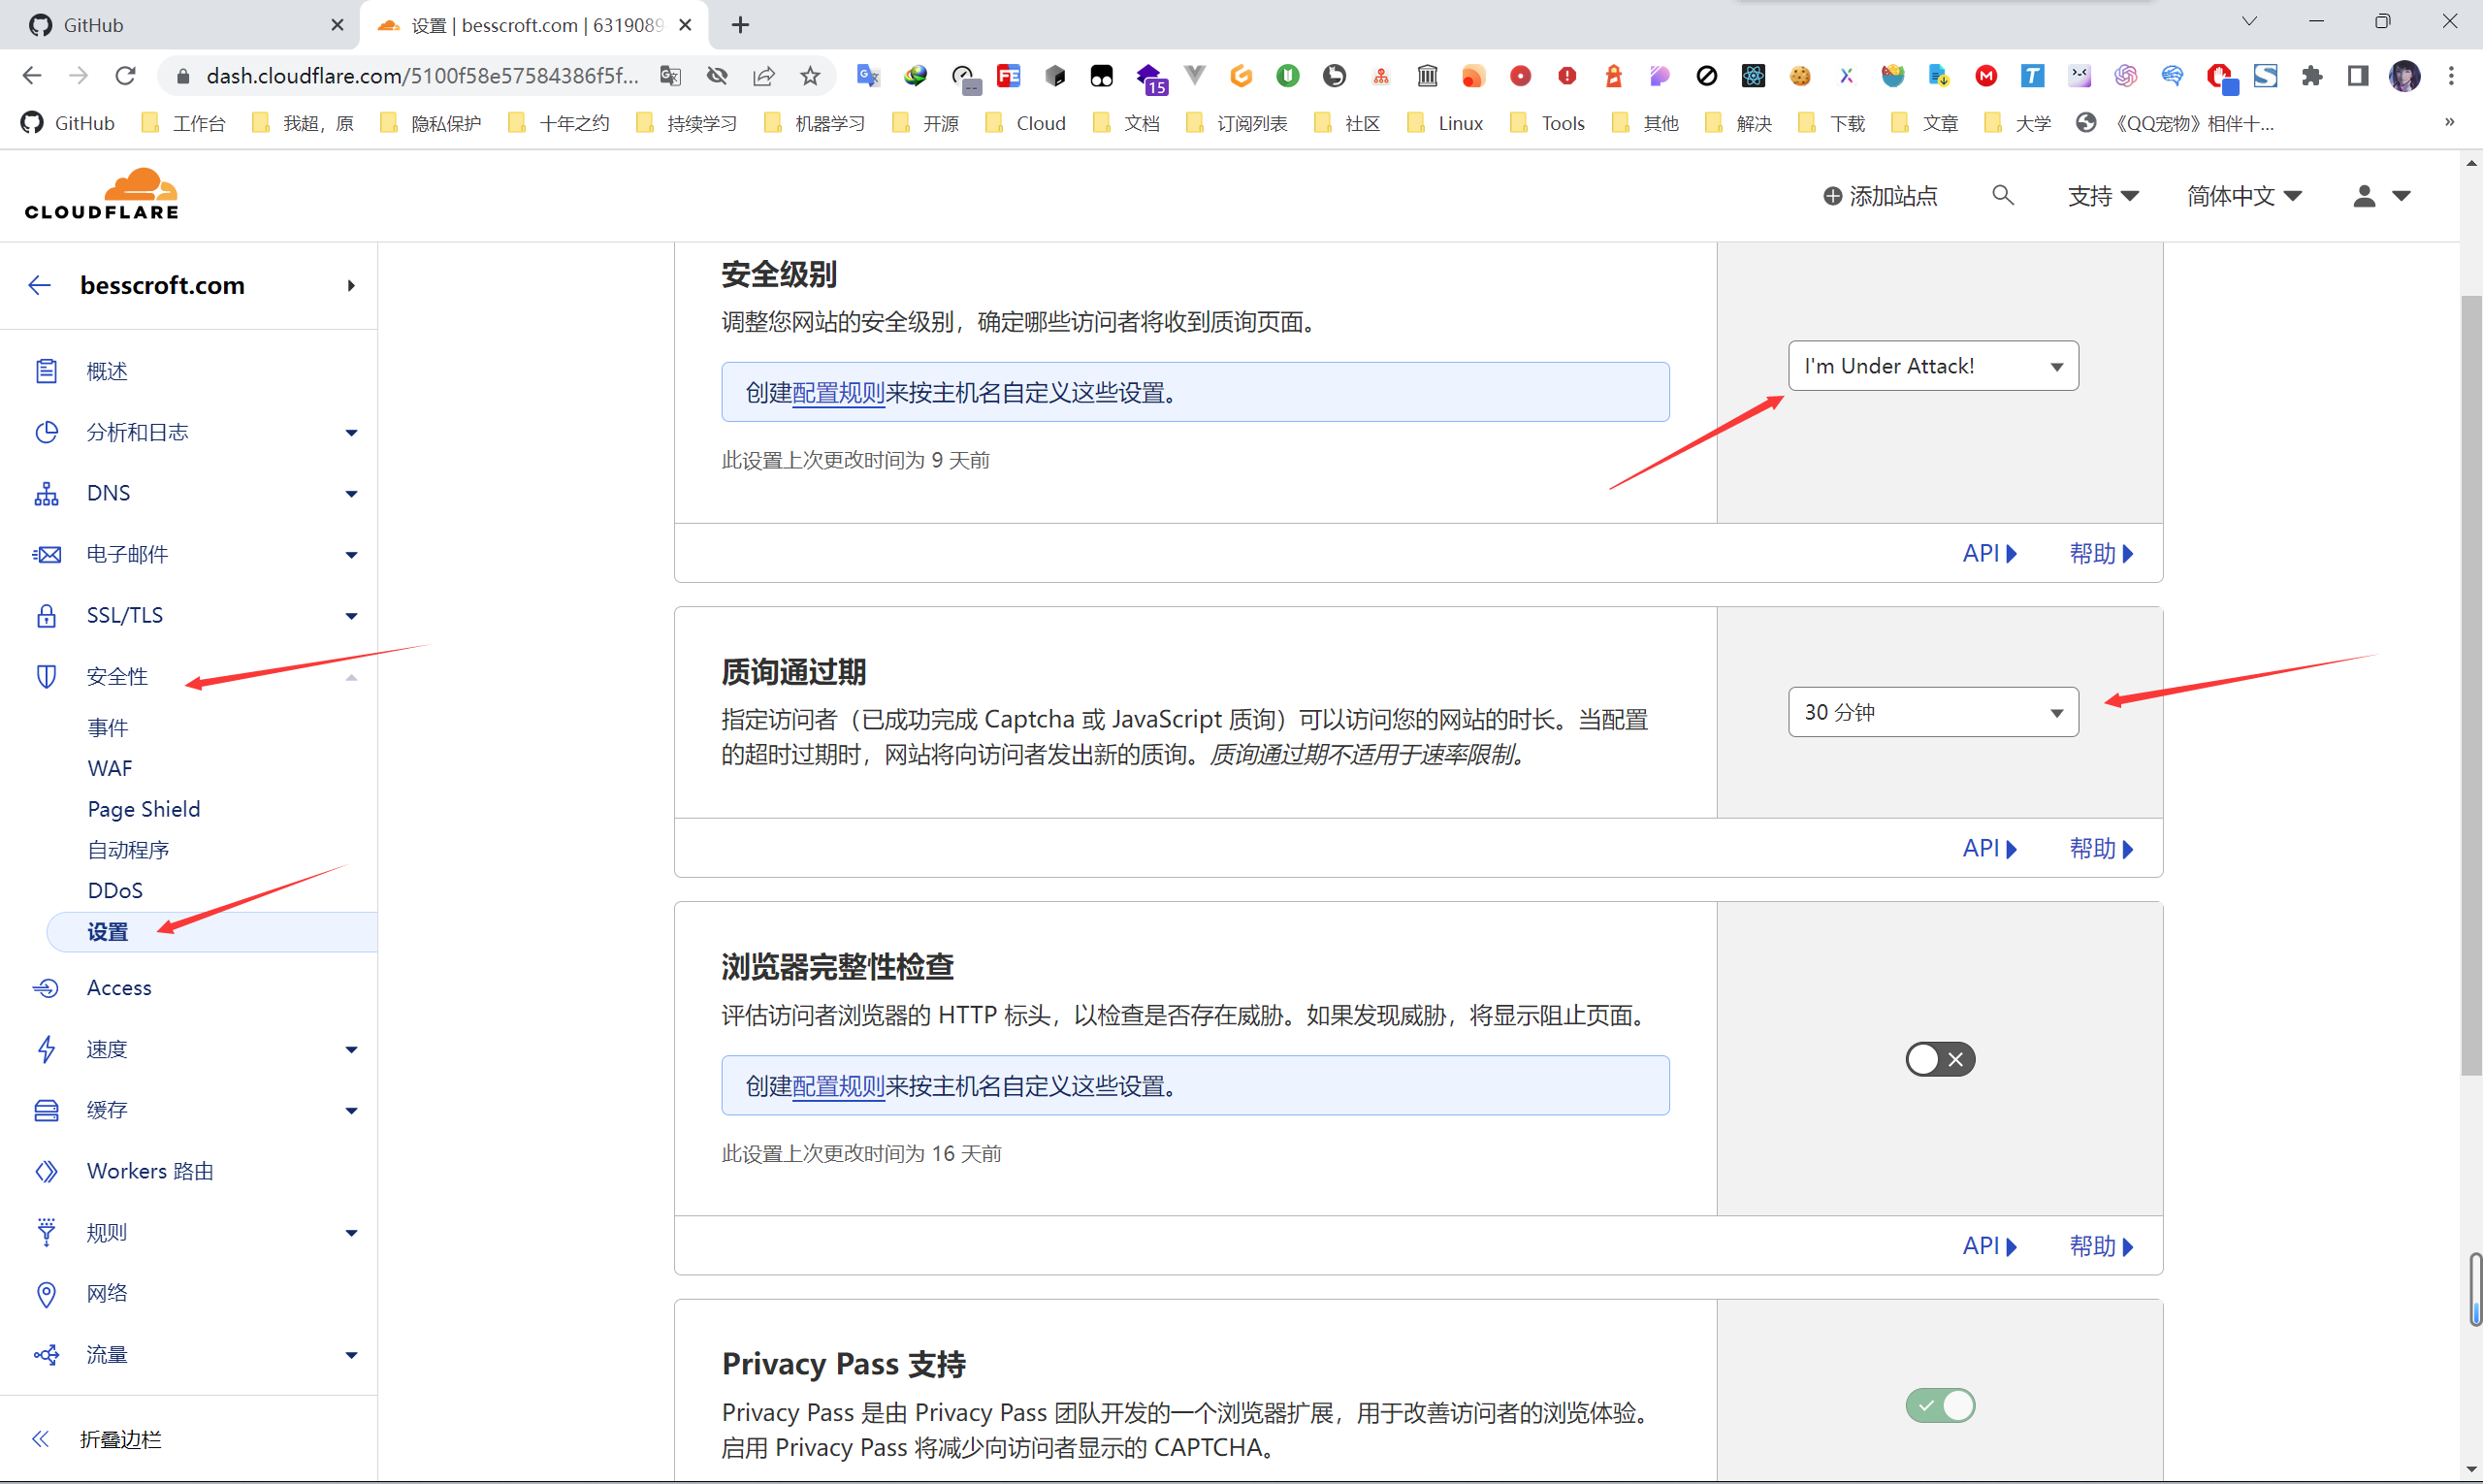 GitHub
设置 | besscroft.com | 6319089
dash.cloudflare.com/5100f58e57584386f5f...
15
GitHub
工作台
我超，原
隐私保护
十年之约
持续学习
机器学习
开源
Cloud
文档
订阅列表
社区
Linux
Tools
其他
解决
下载
文章
大学
《QQ宠物》相伴十...
»
CLOUDFLARE
添加站点
支持
简体中文
besscroft.com
概述
分析和日志
DNS
电子邮件
SSL/TLS
安全性
事件
WAF
Page Shield
自动程序
DDoS
设置
Access
速度
缓存
Workers 路由
规则
网络
流量
折叠边栏
安全级别
调整您网站的安全级别，确定哪些访问者将收到质询页面。
创建配置规则来按主机名自定义这些设置。
此设置上次更改时间为 9 天前
I'm Under Attack!
API
帮助
质询通过期
指定访问者（已成功完成 Captcha 或 JavaScript 质询）可以访问您的网站的时长。当配置
的超时过期时，网站将向访问者发出新的质询。质询通过期不适用于速率限制。
30 分钟
API
帮助
浏览器完整性检查
评估访问者浏览器的 HTTP 标头，以检查是否存在威胁。如果发现威胁，将显示阻止页面。
创建配置规则来按主机名自定义这些设置。
此设置上次更改时间为 16 天前
API
帮助
Privacy Pass 支持
Privacy Pass 是由 Privacy Pass 团队开发的一个浏览器扩展，用于改善访问者的浏览体验。
启用 Privacy Pass 将减少向访问者显示的 CAPTCHA。